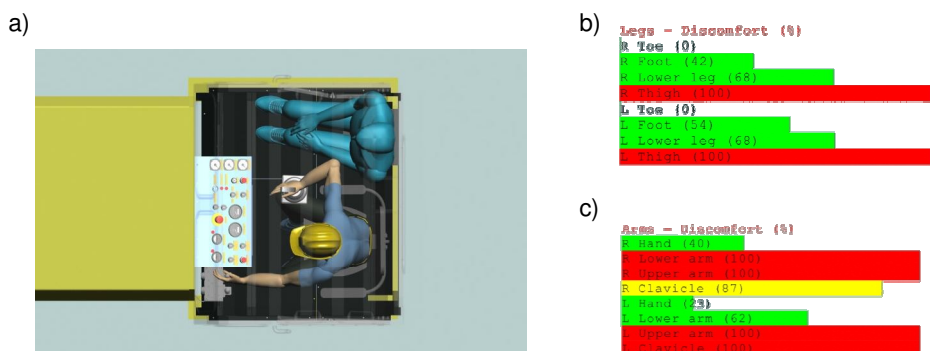 a)
b)
Legs - Discomfort (%)
R Toe (0)
R Foot (42)
R Lower leg (68)
R Thigh (100)
L Toe (0)
L Foot (54)
L Lower leg (68)
L Thigh (100)
c)
Arms - Discomfort (%)
R Hand (40)
R Lower arm (100)
R Upper arm (100)
R Clavicle (87)
L Hand (23)
L Lower arm (62)
L Upper arm (100)
L Clavicle (100)